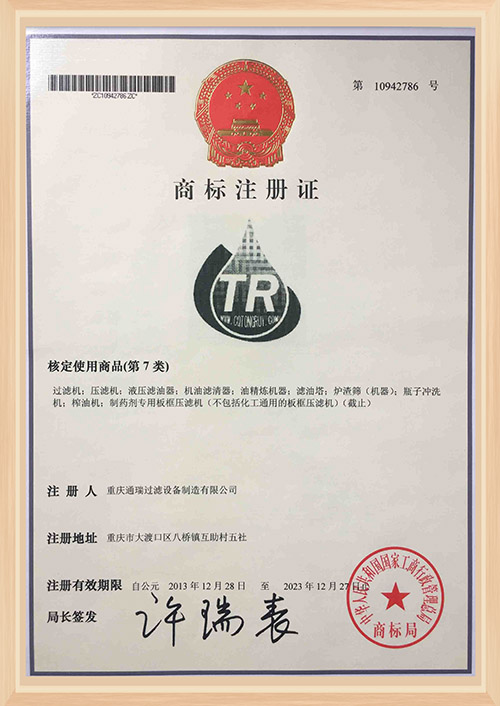 *ZC10942786ZC*
第 10942786 号
商标注册证
TR
WWW.CQTONGRUY.COM
核定使用商品(第 7 类)
过滤机；压滤机；液压滤油器；机油滤清器；油精炼机器；滤油塔；炉渣筛（机器）；瓶子冲洗
机；榨油机；制药剂专用板框压滤机（不包括化工通用的板框压滤机）（截止）
注 册 人 重庆通瑞过滤设备制造有限公司
注册地址 重庆市大渡口区八桥镇互助村五社
注册有效期限 自公元 2013 年 12 月 28 日 至 2023 年 12 月 27 日
局长签发 许瑞表
中华人民共和国国家工商行政管理总局
商标局